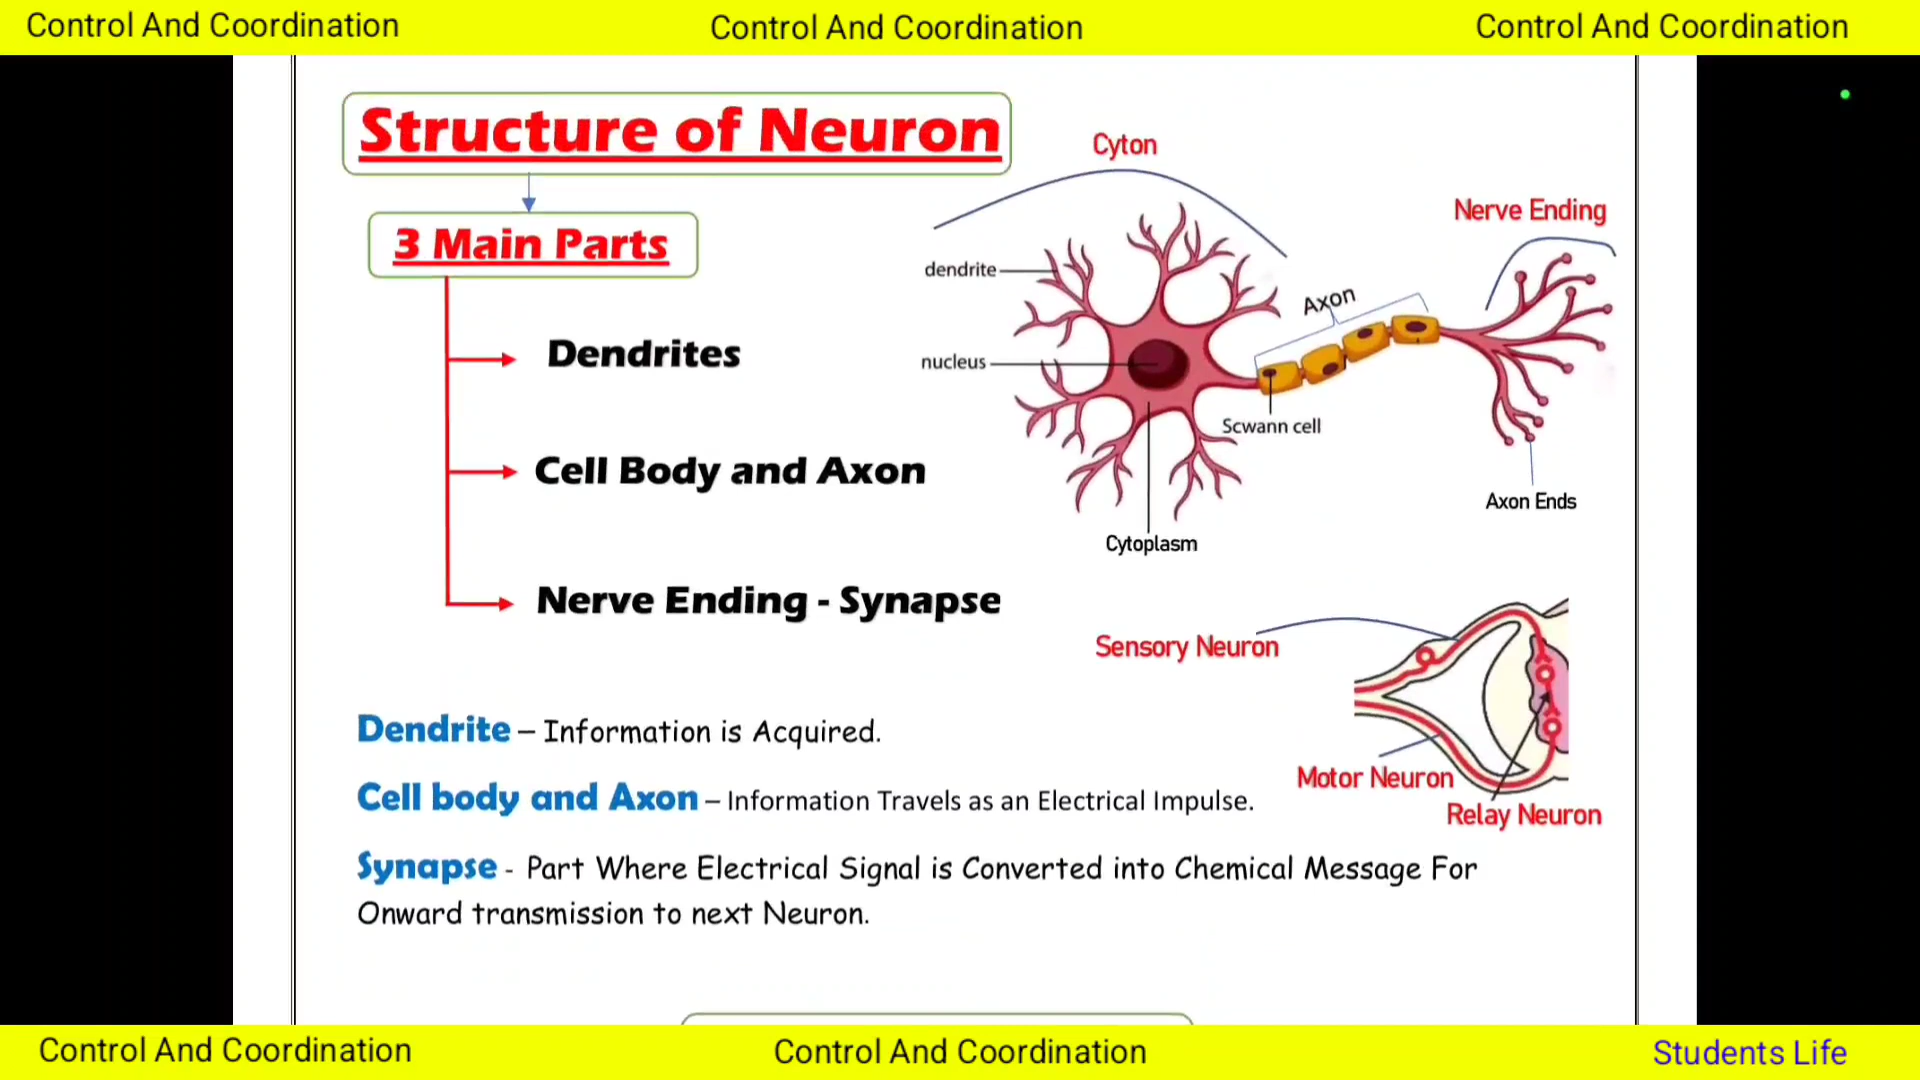 Control And Coordination
Control And Coordination
Control And Coordination
Structure of Neuron
3 Main Parts
Dendrites
Cell Body and Axon
Nerve Ending - Synapse
Cyton
Nerve Ending
dendrite
Axon
nucleus
Scwann cell
Axon Ends
Cytoplasm
Sensory Neuron
Motor Neuron
Relay Neuron
Dendrite – Information is Acquired.
Cell body and Axon – Information Travels as an Electrical Impulse.
Synapse - Part Where Electrical Signal is Converted into Chemical Message For
Onward transmission to next Neuron.
Control And Coordination
Control And Coordination
Students Life